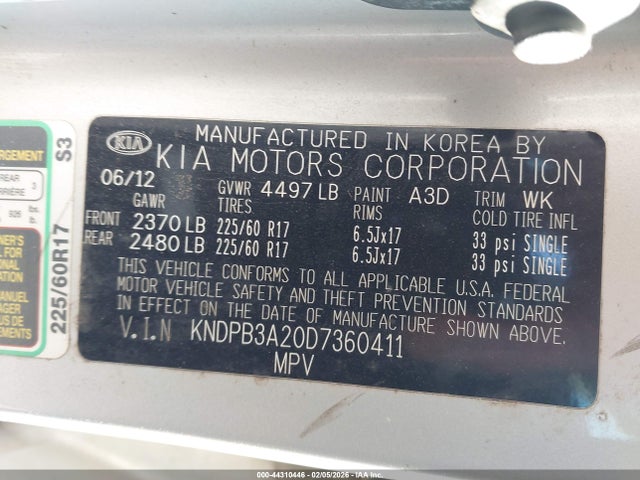 KIA
MANUFACTURED IN KOREA BY
KIA MOTORS CORPORATION
06/12 GVWR 4497 LB PAINT A3D TRIM WK
GAWR TIRES RIMS COLD TIRE INFL
FRONT 2370 LB 225/60 R17 6.5Jx17 33 psi SINGLE
REAR 2480 LB 225/60 R17 6.5Jx17 33 psi SINGLE
THIS VEHICLE CONFORMS TO ALL APPLICABLE U.S.A. FEDERAL
MOTOR VEHICLE SAFETY AND THEFT PREVENTION STANDARDS
IN EFFECT ON THE DATE OF MANUFACTURE SHOWN ABOVE.
V.I.N KNDPB3A20D7360411
MPV
S3
225/60R17
REAR 3
926 lbs.
000-44310446 - 02/05/2026 - IAA Inc.